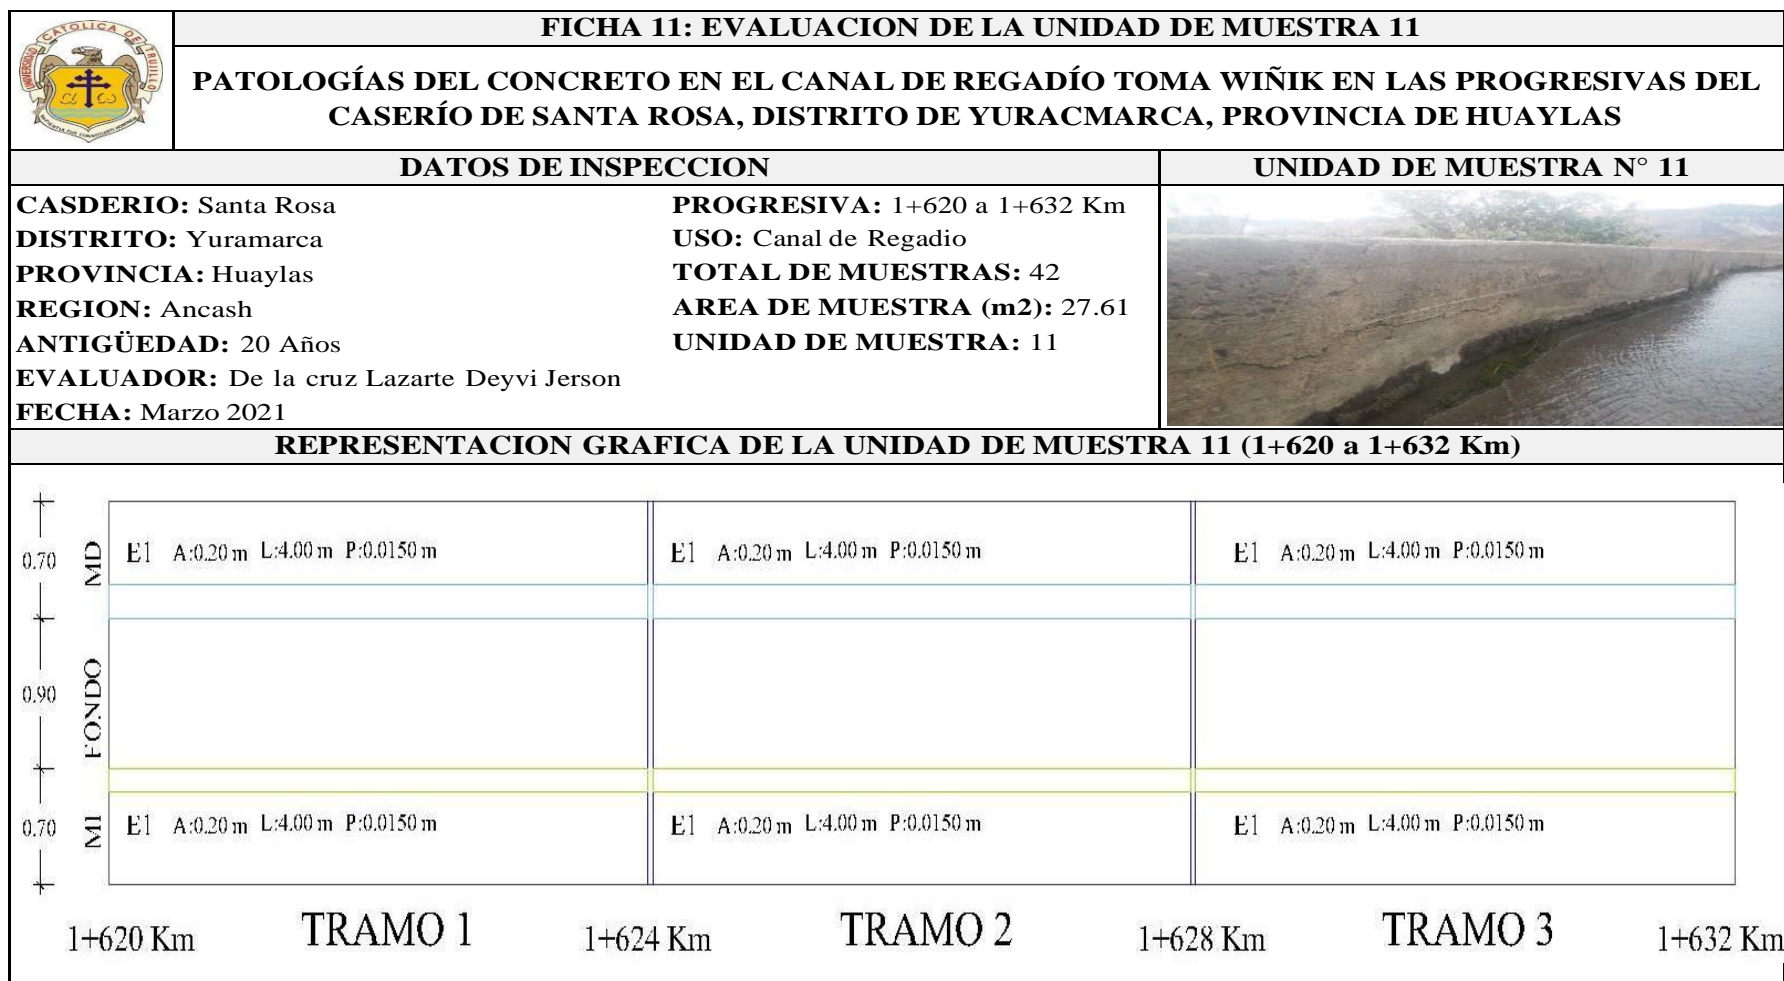 UNIVERSIDAD CATOLICA DE TRUJILLO
FICHA 11: EVALUACION DE LA UNIDAD DE MUESTRA 11
PATOLOGÍAS DEL CONCRETO EN EL CANAL DE REGADÍO TOMA WIÑIK EN LAS PROGRESIVAS DEL
CASERÍO DE SANTA ROSA, DISTRITO DE YURACMARCA, PROVINCIA DE HUAYLAS
DATOS DE INSPECCION
UNIDAD DE MUESTRA N° 11
CASDERIO: Santa Rosa
DISTRITO: Yuramarca
PROVINCIA: Huaylas
REGION: Ancash
ANTIGÜEDAD: 20 Años
EVALUADOR: De la cruz Lazarte Deyvi Jerson
FECHA: Marzo 2021
PROGRESIVA: 1+620 a 1+632 Km
USO: Canal de Regadio
TOTAL DE MUESTRAS: 42
AREA DE MUESTRA (m2): 27.61
UNIDAD DE MUESTRA: 11
REPRESENTACION GRAFICA DE LA UNIDAD DE MUESTRA 11 (1+620 a 1+632 Km)
0.70 MD E1 A:0.20 m L:4.00 m P:0.0150 m E1 A:0.20 m L:4.00 m P:0.0150 m E1 A:0.20 m L:4.00 m P:0.0150 m
0.90 FONDO
0.70 MI E1 A:0.20 m L:4.00 m P:0.0150 m E1 A:0.20 m L:4.00 m P:0.0150 m E1 A:0.20 m L:4.00 m P:0.0150 m
1+620 Km TRAMO 1 1+624 Km TRAMO 2 1+628 Km TRAMO 3 1+632 Km